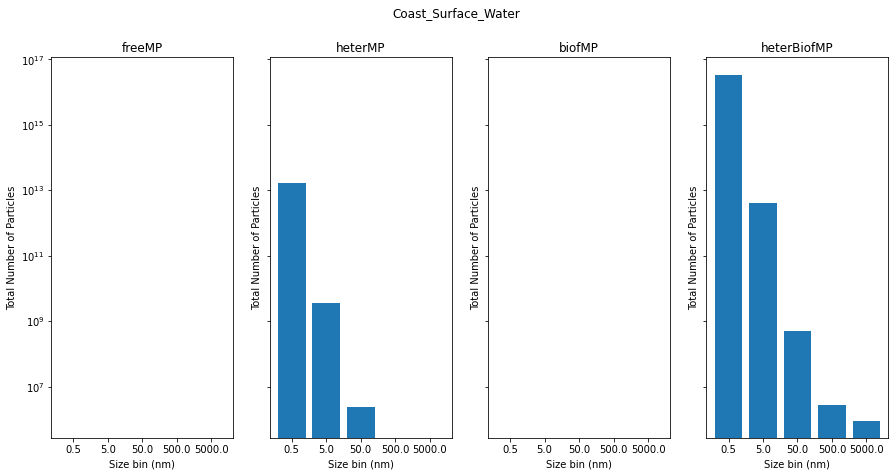 Coast_Surface_Water
freeMP
heterMP
biofMP
heterBiofMP
10^17
10^15
10^13
10^11
10^9
10^7
Total Number of Particles
Total Number of Particles
Total Number of Particles
Total Number of Particles
0.5 5.0 50.0 500.0 5000.0
0.5 5.0 50.0 500.0 5000.0
0.5 5.0 50.0 500.0 5000.0
0.5 5.0 50.0 500.0 5000.0
Size bin (nm)
Size bin (nm)
Size bin (nm)
Size bin (nm)